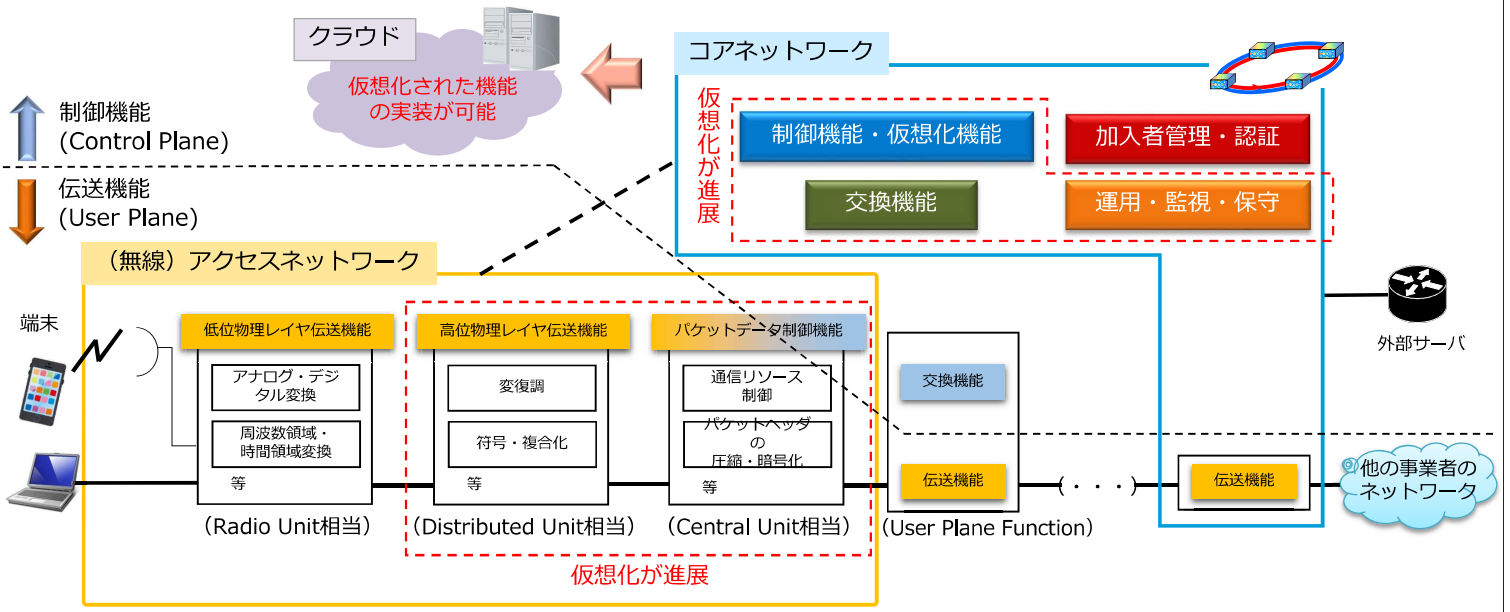 クラウド
仮想化された機能
の実装が可能
コアネットワーク
仮想化が進展
制御機能・仮想化機能
加入者管理・認証
交換機能
運用・監視・保守
制御機能
(Control Plane)
伝送機能
(User Plane)
（無線）アクセスネットワーク
端末
低位物理レイヤ伝送機能
アナログ・デジ
タル変換
周波数領域・
時間領域変換
等
（Radio Unit相当）
高位物理レイヤ伝送機能
変復調
符号・複合化
等
（Distributed Unit相当）
パケットデータ制御機能
通信リソース
制御
パケットヘッダ
の
圧縮・暗号化
等
（Central Unit相当）
仮想化が進展
交換機能
伝送機能
（User Plane Function）
（・・・）
伝送機能
外部サーバ
他の事業者の
ネットワーク